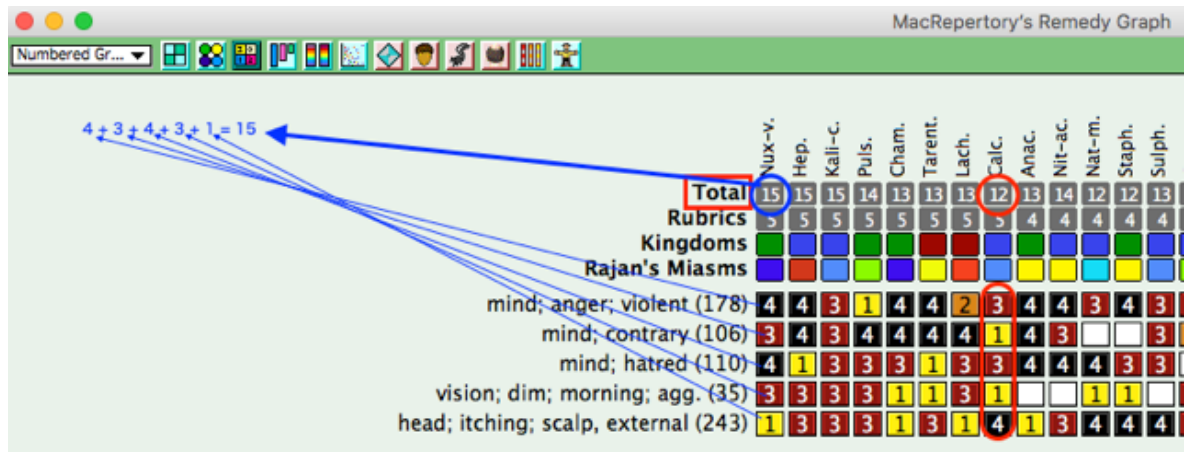 MacRepertory's Remedy Graph
Numbered Gr...
4 + 3 + 4 + 3 + 1 = 15
Nux-v. Hep. Kali-c. Puls. Cham. Tarent. Lach. Calc. Anac. Nit-ac. Nat-m. Staph. Sulph.
Total 15 15 15 14 13 13 13 12 13 14 12 12 13
Rubrics 5 5 5 5 5 5 5 5 4 4 4 4 4
Kingdoms
Rajan's Miasms
mind; anger; violent (178) 4 4 3 1 4 4 2 3 4 4 3 4 3
mind; contrary (106) 3 4 3 4 4 4 4 1 4 3 3
mind; hatred (110) 4 1 3 3 3 1 3 3 4 4 4 3 3
vision; dim; morning; agg. (35) 3 3 3 3 1 1 3 1 1 1
head; itching; scalp, external (243) 1 3 3 3 1 3 1 4 1 3 4 4 4